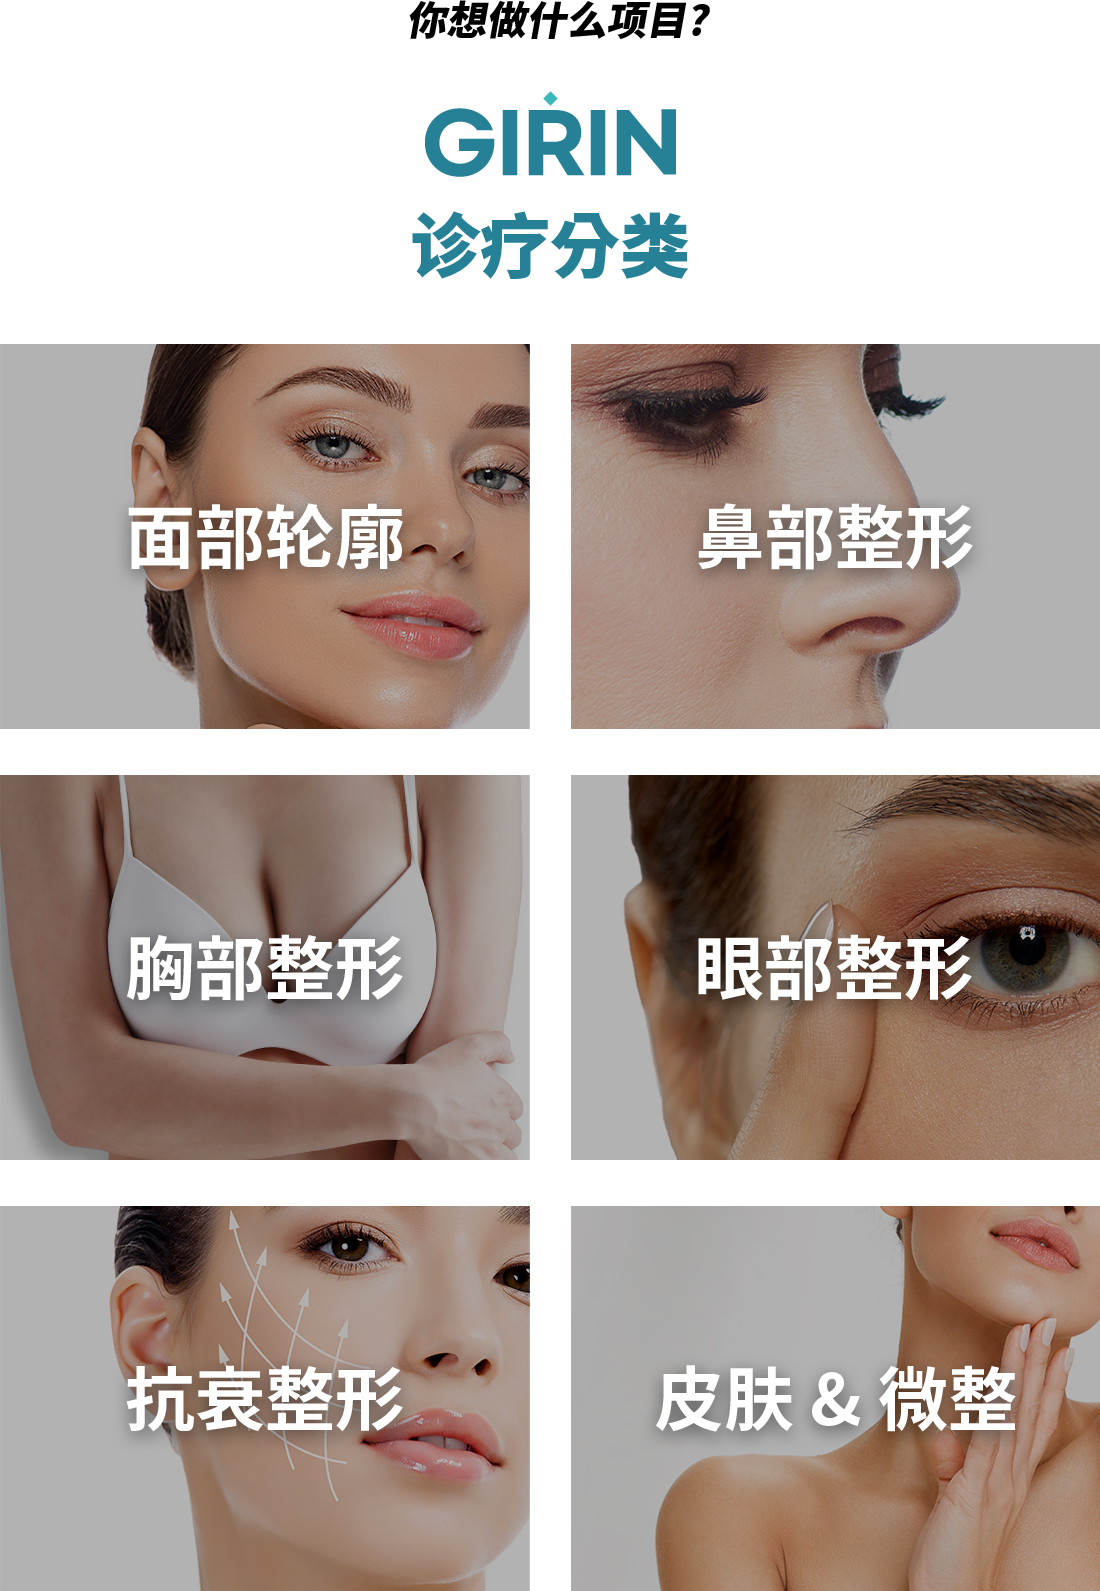 你想做什么项目?
GIRIN
诊疗分类
面部轮廓
鼻部整形
胸部整形
眼部整形
抗衰整形
皮肤 & 微整